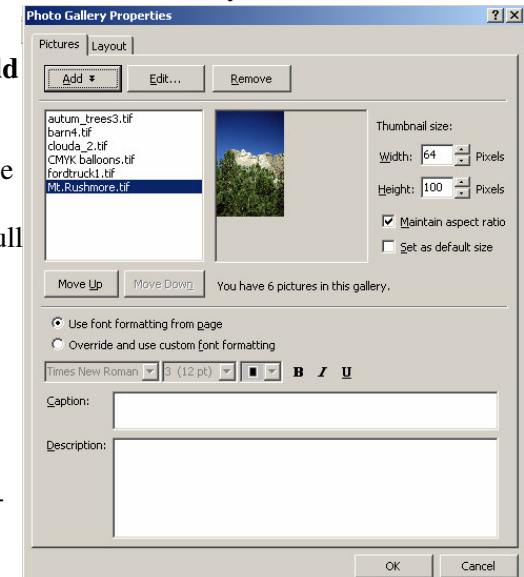 Photo Gallery Properties
Pictures Layout
Add Edit... Remove
ld
autum_trees3.tif
barn4.tif
clouda_2.tif
CMYK balloons.tif
fordtruck1.tif
Mt.Rushmore.tif
Thumbnail size:
Width: 64 Pixels
Height: 100 Pixels
Maintain aspect ratio
Set as default size
e
ull
Move Up Move Down You have 6 pictures in this gallery.
Use font formatting from page
Override and use custom font formatting
Times New Roman 3 (12 pt) B I U
Caption:
Description:
-
OK Cancel